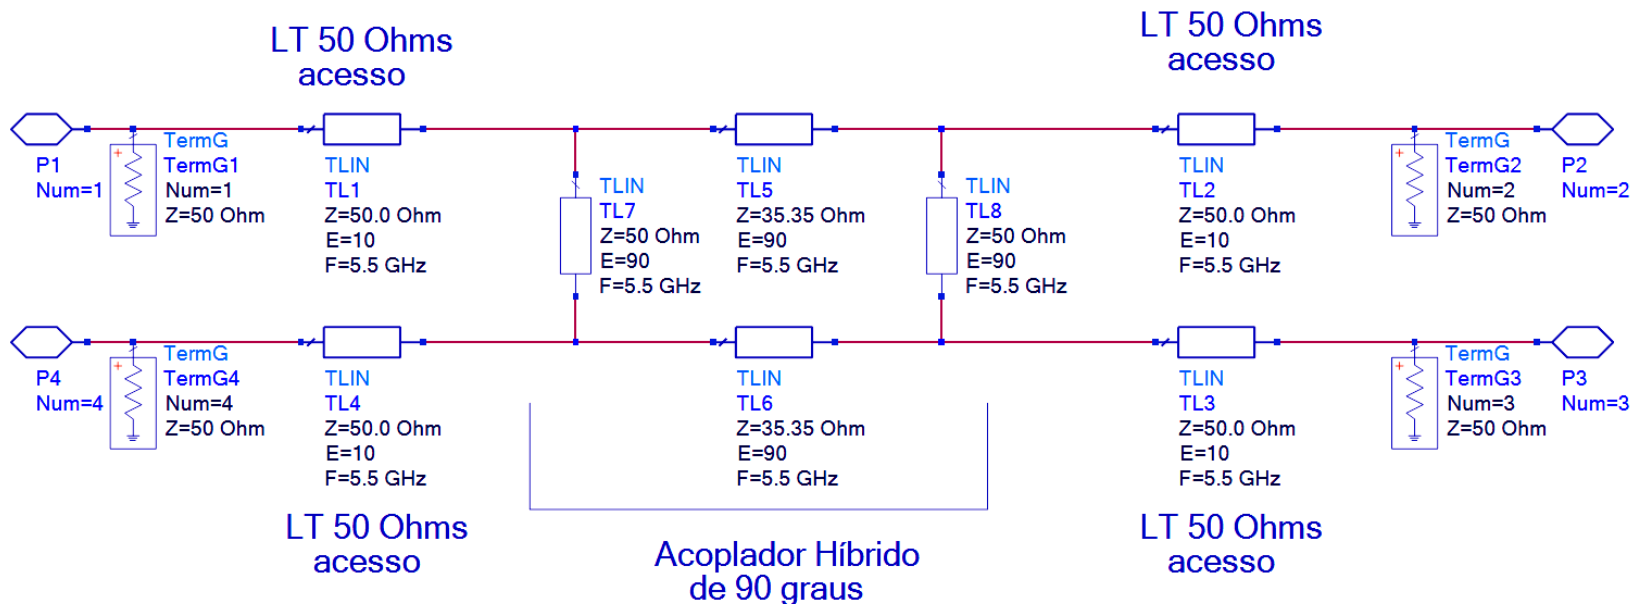 LT 50 Ohms
acesso
LT 50 Ohms
acesso
P1
Num=1
+
TermG
TermG1
Num=1
Z=50 Ohm
TLIN
TL1
Z=50.0 Ohm
E=10
F=5.5 GHz
TLIN
TL7
Z=50 Ohm
E=90
F=5.5 GHz
TLIN
TL5
Z=35.35 Ohm
E=90
F=5.5 GHz
TLIN
TL8
Z=50 Ohm
E=90
F=5.5 GHz
TLIN
TL2
Z=50.0 Ohm
E=10
F=5.5 GHz
+
TermG
TermG2
Num=2
Z=50 Ohm
P2
Num=2
P4
Num=4
+
TermG
TermG4
Num=4
Z=50 Ohm
TLIN
TL4
Z=50.0 Ohm
E=10
F=5.5 GHz
TLIN
TL6
Z=35.35 Ohm
E=90
F=5.5 GHz
TLIN
TL3
Z=50.0 Ohm
E=10
F=5.5 GHz
+
TermG
TermG3
Num=3
Z=50 Ohm
P3
Num=3
LT 50 Ohms
acesso
Acoplador Híbrido
de 90 graus
LT 50 Ohms
acesso